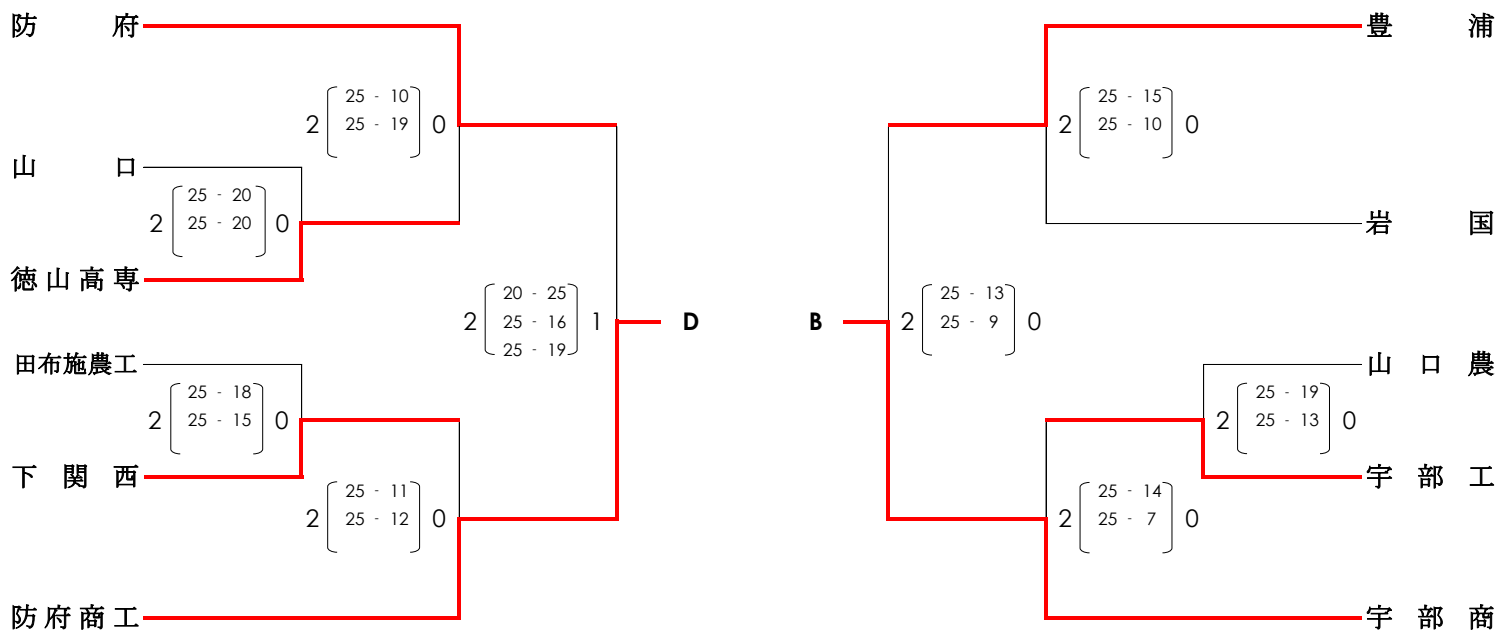 防府
豊浦
2 25 - 10 0
25 - 19
2 25 - 15 0
25 - 10
山口
2 25 - 20 0
25 - 20
岩国
徳山高専
2 20 - 25 1
25 - 16
25 - 19
D
B
2 25 - 13 0
25 - 9
田布施農工
山口農
2 25 - 18 0
25 - 15
2 25 - 19 0
25 - 13
下関西
宇部工
2 25 - 11 0
25 - 12
2 25 - 14 0
25 - 7
防府商工
宇部商